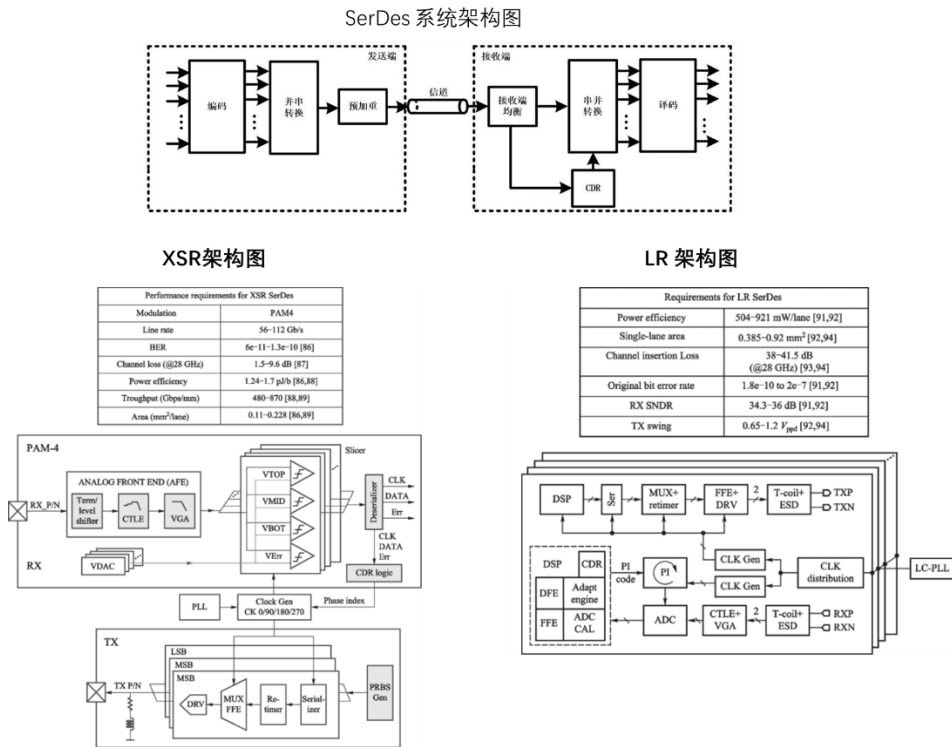 SerDes 系统架构图
发送端
接收端
编码
并串
转换
预加重
信道
接收端
均衡
串并
转换
译码
CDR
XSR架构图
Performance requirements for XSR SerDes
Modulation PAM4
Line rate 56-112 Gb/s
BER 6e-11-1.3e-10 [86]
Channel loss (@28 GHz) 1.5-9.6 dB [87]
Power efficiency 1.24-1.7 pJ/b [86,88]
Troughput (Gbps/mm) 480-870 [88,89]
Area (mm²/lane) 0.11-0.228 [86,89]
PAM-4
Slicer
ANALOG FRONT END (AFE)
RX_P/N
Term/
level
shifter
CTLE
VGA
VTOP
VMID
VBOT
VErr
Deserializer
CLK
DATA
Err
CLK
DATA
Err
RX
VDAC
CDR logic
PLL
Clock Gen
CK 0/90/180/270
Phase index
TX
LSB
MSB
MSB
TX P/N
DRV
MUX
FFE
Re-
timer
Serial-
izer
PRBS
Gen
LR 架构图
Requirements for LR SerDes
Power efficiency 504-921 mW/lane [91,92]
Single-lane area 0.385-0.92 mm² [92,94]
Channel insertion Loss 38-41.5 dB
(@28 GHz) [93,94]
Original bit error rate 1.8e-10 to 2e-7 [91,92]
RX SNDR 34.3-36 dB [91,92]
TX swing 0.65-1.2 Vppd [92,94]
DSP
Ser
MUX+
retimer
FFE+
DRV
2
T-coil+
ESD
TXP
TXN
DSP
CDR
DFE
Adapt
engine
FFE
ADC
CAL
PI
code
PI
CLK Gen
CLK Gen
CLK
distribution
LC-PLL
ADC
CTLE+
VGA
2
T-coil+
ESD
RXP
RXN